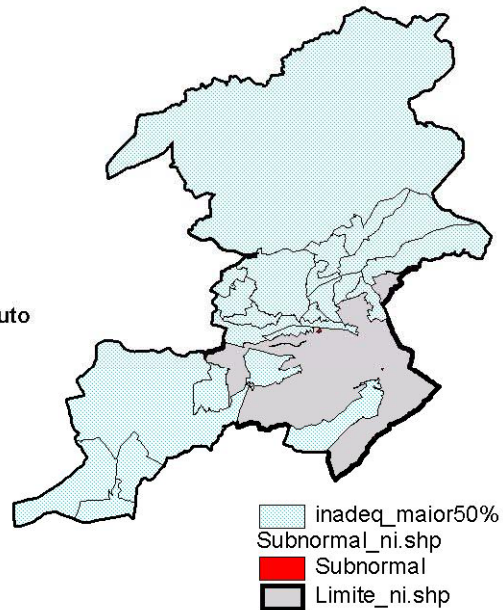 uto
inadeq_maior50%
Subnormal_ni.shp
Subnormal
Limite_ni.shp